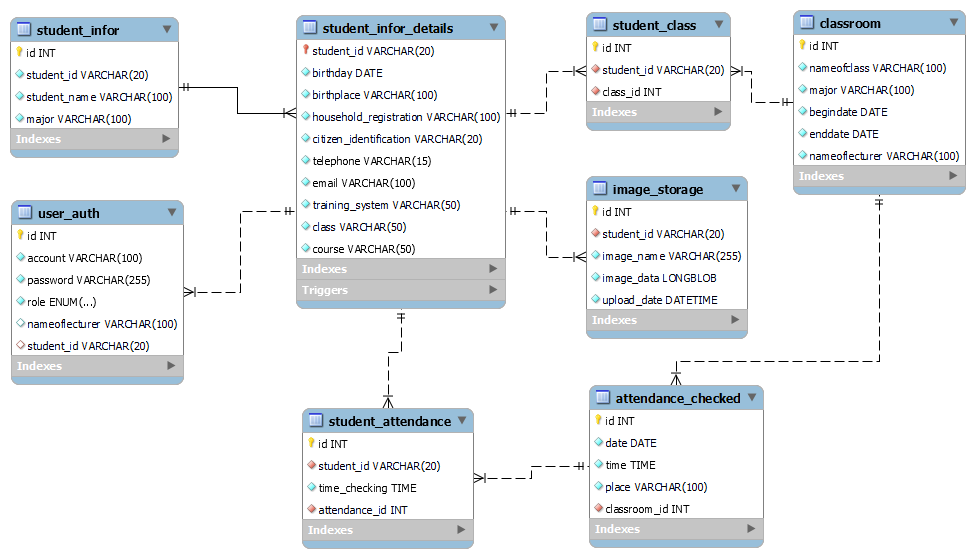 student_infor
id INT
student_id VARCHAR(20)
student_name VARCHAR(100)
major VARCHAR(100)
Indexes
student_infor_details
student_id VARCHAR(20)
birthday DATE
birthplace VARCHAR(100)
household_registration VARCHAR(100)
citizen_identification VARCHAR(20)
telephone VARCHAR(15)
email VARCHAR(100)
training_system VARCHAR(50)
class VARCHAR(50)
course VARCHAR(50)
Indexes
Triggers
student_class
id INT
student_id VARCHAR(20)
class_id INT
Indexes
classroom
id INT
nameofclass VARCHAR(100)
major VARCHAR(100)
begindate DATE
enddate DATE
nameoflecturer VARCHAR(100)
Indexes
user_auth
id INT
account VARCHAR(100)
password VARCHAR(255)
role ENUM(...)
nameoflecturer VARCHAR(100)
student_id VARCHAR(20)
Indexes
image_storage
id INT
student_id VARCHAR(20)
image_name VARCHAR(255)
image_data LONGBLOB
upload_date DATETIME
Indexes
student_attendance
id INT
student_id VARCHAR(20)
time_checking TIME
attendance_id INT
Indexes
attendance_checked
id INT
date DATE
time TIME
place VARCHAR(100)
classroom_id INT
Indexes